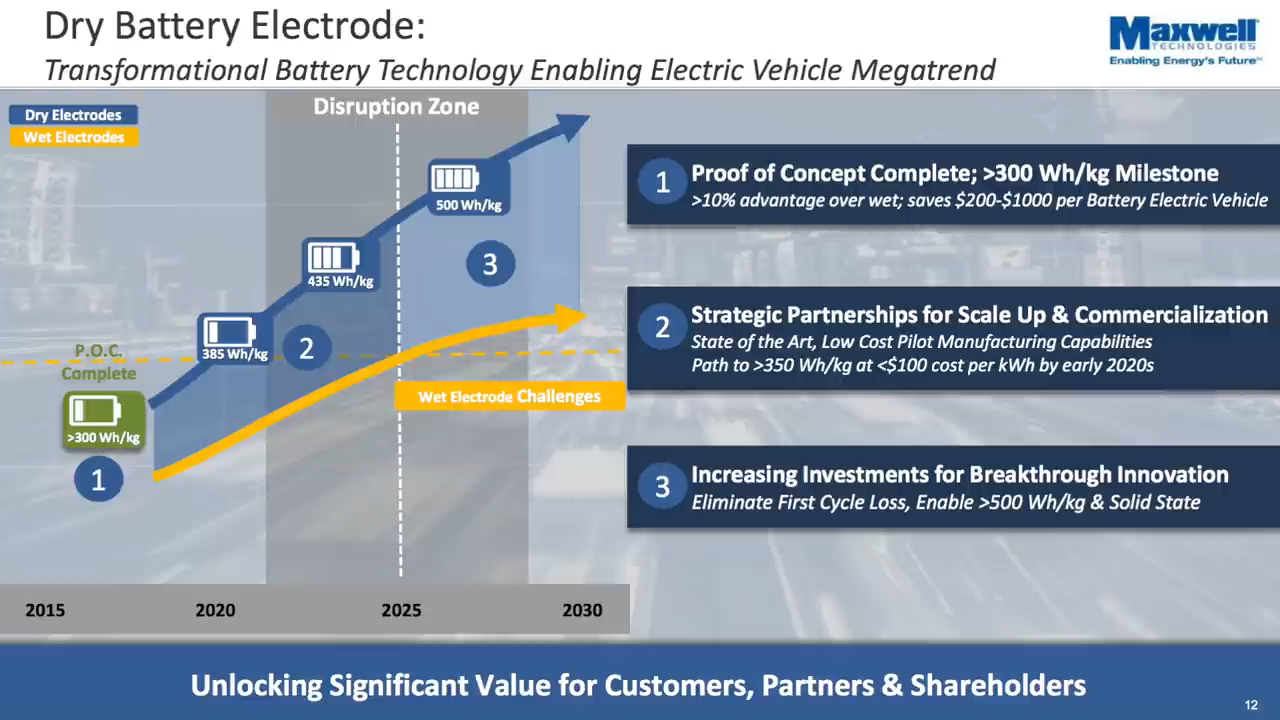 Dry Battery Electrode:
Transformational Battery Technology Enabling Electric Vehicle Megatrend
Maxwell
TECHNOLOGIES
Enabling Energy's Future™
Dry Electrodes
Wet Electrodes
Disruption Zone
500 Wh/kg
435 Wh/kg
385 Wh/kg
P.O.C.
Complete
>300 Wh/kg
1
2
3
Wet Electrode Challenges
2015
2020
2025
2030
1
Proof of Concept Complete; >300 Wh/kg Milestone
>10% advantage over wet; saves $200-$1000 per Battery Electric Vehicle
2
Strategic Partnerships for Scale Up & Commercialization
State of the Art, Low Cost Pilot Manufacturing Capabilities
Path to >350 Wh/kg at <$100 cost per kWh by early 2020s
3
Increasing Investments for Breakthrough Innovation
Eliminate First Cycle Loss, Enable >500 Wh/kg & Solid State
Unlocking Significant Value for Customers, Partners & Shareholders
12